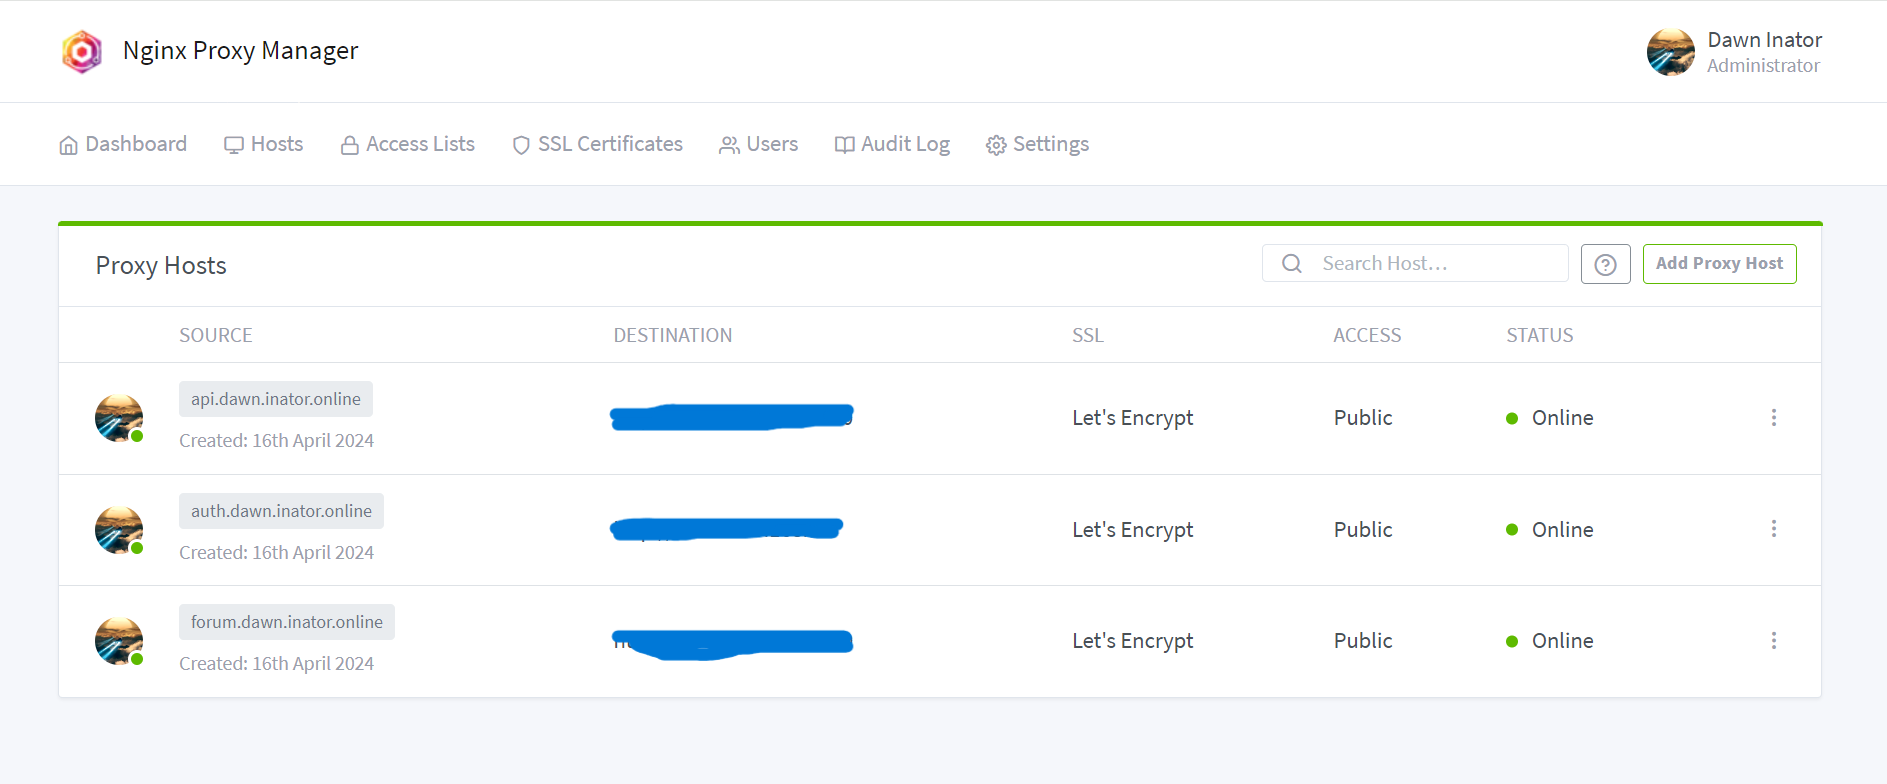 Nginx Proxy Manager
Dawn Inator
Administrator
Dashboard Hosts Access Lists SSL Certificates Users Audit Log Settings
Proxy Hosts
Search Host…
Add Proxy Host
SOURCE DESTINATION SSL ACCESS STATUS
api.dawn.inator.online
Created: 16th April 2024
Let's Encrypt Public Online
auth.dawn.inator.online
Created: 16th April 2024
Let's Encrypt Public Online
forum.dawn.inator.online
Created: 16th April 2024
Let's Encrypt Public Online